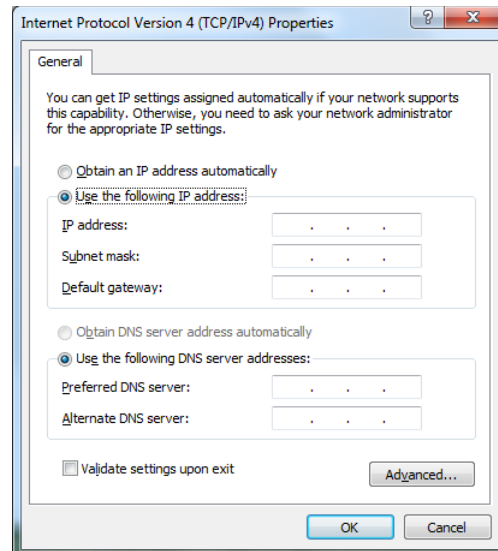 Internet Protocol Version 4 (TCP/IPv4) Properties
General
You can get IP settings assigned automatically if your network supports
this capability. Otherwise, you need to ask your network administrator
for the appropriate IP settings.
Obtain an IP address automatically
Use the following IP address:
IP address: . . .
Subnet mask: . . .
Default gateway: . . .
Obtain DNS server address automatically
Use the following DNS server addresses:
Preferred DNS server: . . .
Alternate DNS server: . . .
Validate settings upon exit
Advanced...
OK Cancel